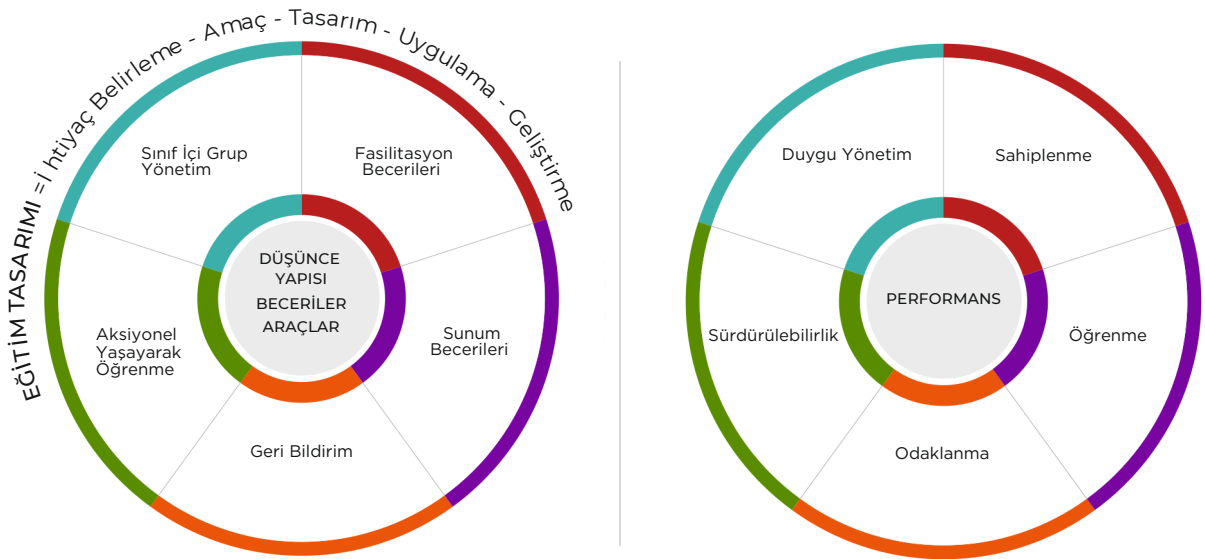 EĞİTİM TASARIMI = İ htiyaç Belirleme - Amaç - Tasarım - Uygulama - Geliştirme
Sınıf İçi Grup
Yönetim
Fasilitasyon
Becerileri
DÜŞÜNCE
YAPISI
BECERİLER
ARAÇLAR
Aksiyonel
Yaşayarak
Öğrenme
Sunum
Becerileri
Geri Bildirim
Duygu Yönetim
Sahiplenme
PERFORMANS
Sürdürülebilirlik
Öğrenme
Odaklanma